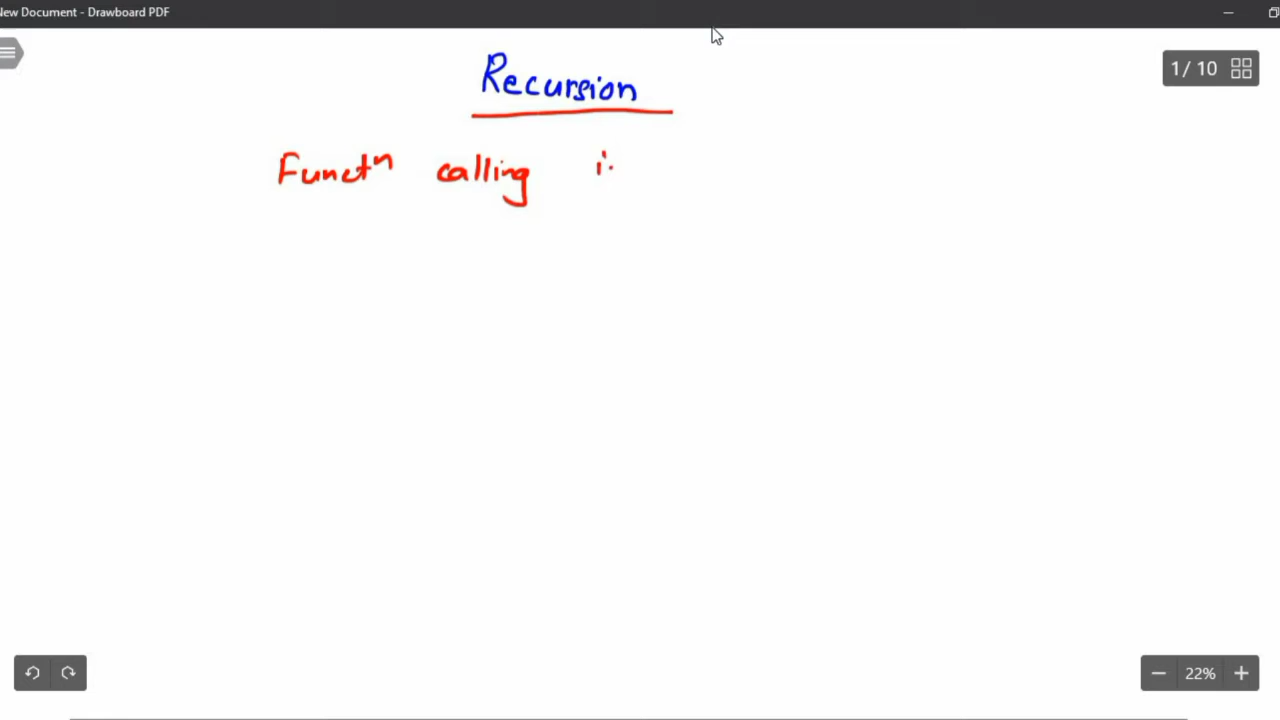 New Document - Drawboard PDF
1 / 10
Recursion
Functⁿ calling i
22%